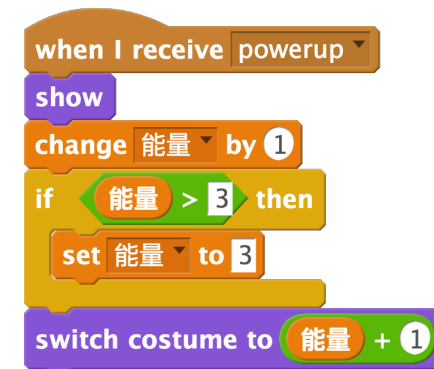 when I receive powerup
show
change 能量 by 1
if 能量 > 3 then
set 能量 to 3
switch costume to 能量 + 1